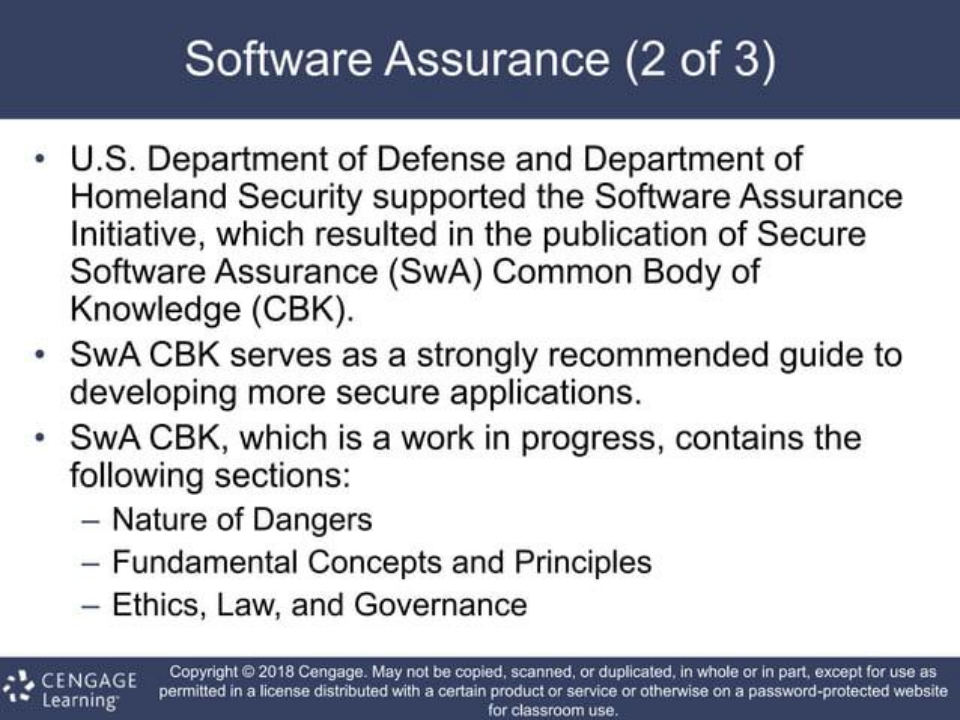 Software Assurance (2 of 3)
• U.S. Department of Defense and Department of
Homeland Security supported the Software Assurance
Initiative, which resulted in the publication of Secure
Software Assurance (SwA) Common Body of
Knowledge (CBK).
• SwA CBK serves as a strongly recommended guide to
developing more secure applications.
• SwA CBK, which is a work in progress, contains the
following sections:
– Nature of Dangers
– Fundamental Concepts and Principles
– Ethics, Law, and Governance
CENGAGE
Learning
Copyright © 2018 Cengage. May not be copied, scanned, or duplicated, in whole or in part, except for use as
permitted in a license distributed with a certain product or service or otherwise on a password-protected website
for classroom use.